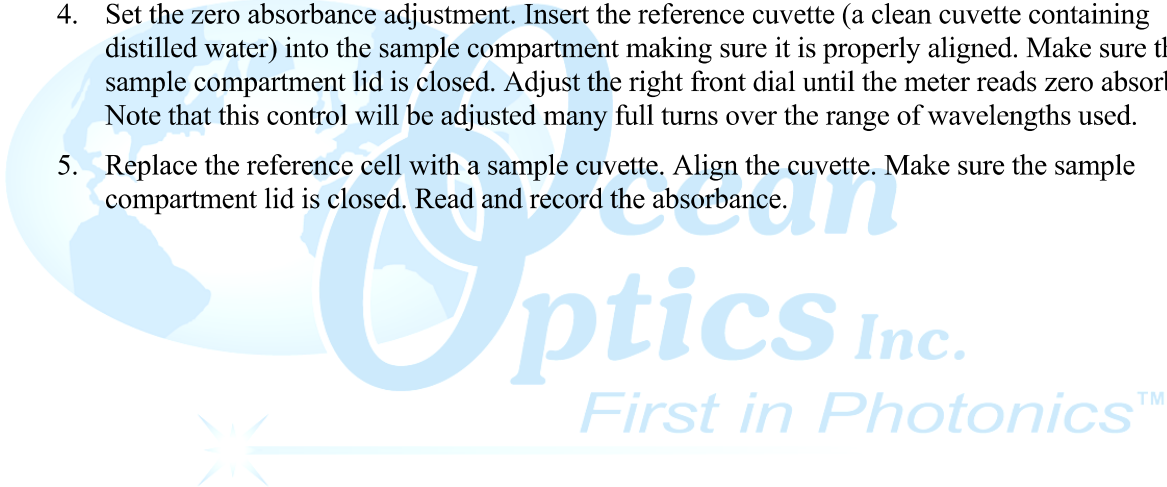 4. Set the zero absorbance adjustment. Insert the reference cuvette (a clean cuvette containing
distilled water) into the sample compartment making sure it is properly aligned. Make sure
sample compartment lid is closed. Adjust the right front dial until the meter reads zero
Note that this control will be adjusted many full turns over the range of wavelengths used.
5. Replace the reference cell with a sample cuvette. Align the cuvette. Make sure the sample
compartment lid is closed. Read and record the absorbance.
Ocean
Optics Inc.
First in Photonics™